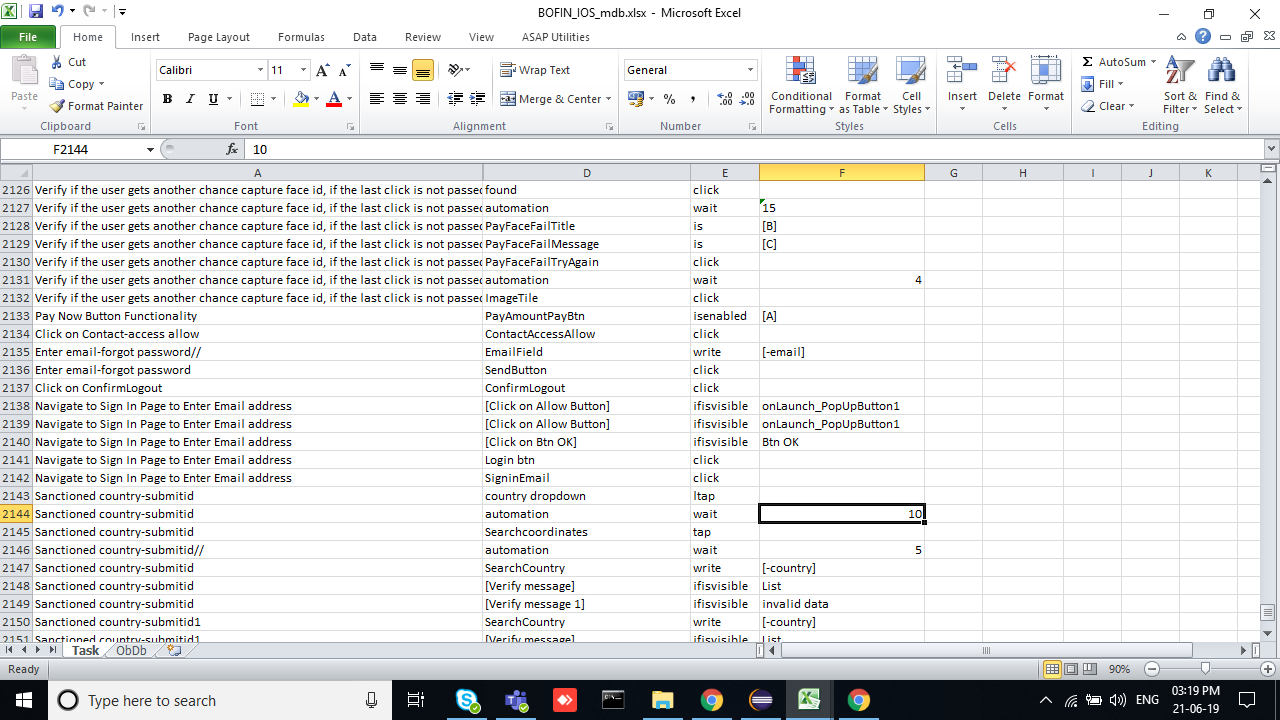 BOFIN_IOS_mdb.xlsx - Microsoft Excel
File Home Insert Page Layout Formulas Data Review View ASAP Utilities
Paste Cut Copy Format Painter Clipboard
Calibri 11 B I U A Font
Wrap Text Merge & Center Alignment
General % , Number
Conditional Formatting Format as Table Cell Styles Styles
Insert Delete Format Cells
AutoSum Fill Clear Sort & Filter Find & Select Editing
F2144 fx 10
A D E F G H I J K
2126 Verify if the user gets another chance capture face id, if the last click is not passed found click
2127 Verify if the user gets another chance capture face id, if the last click is not passed automation wait 15
2128 Verify if the user gets another chance capture face id, if the last click is not passed PayFaceFailTitle is [B]
2129 Verify if the user gets another chance capture face id, if the last click is not passed PayFaceFailMessage is [C]
2130 Verify if the user gets another chance capture face id, if the last click is not passed PayFaceFailTryAgain click
2131 Verify if the user gets another chance capture face id, if the last click is not passed automation wait 4
2132 Verify if the user gets another chance capture face id, if the last click is not passed ImageTile click
2133 Pay Now Button Functionality PayAmountPayBtn isenabled [A]
2134 Click on Contact-access allow ContactAccessAllow click
2135 Enter email-forgot password// EmailField write [-email]
2136 Enter email-forgot password SendButton click
2137 Click on ConfirmLogout ConfirmLogout click
2138 Navigate to Sign In Page to Enter Email address [Click on Allow Button] ifisvisible onLaunch_PopUpButton1
2139 Navigate to Sign In Page to Enter Email address [Click on Allow Button] ifisvisible onLaunch_PopUpButton1
2140 Navigate to Sign In Page to Enter Email address [Click on Btn OK] ifisvisible Btn OK
2141 Navigate to Sign In Page to Enter Email address Login btn click
2142 Navigate to Sign In Page to Enter Email address SigninEmail click
2143 Sanctioned country-submitid country dropdown ltap
2144 Sanctioned country-submitid automation wait 10
2145 Sanctioned country-submitid Searchcoordinates tap
2146 Sanctioned country-submitid// automation wait 5
2147 Sanctioned country-submitid SearchCountry write [-country]
2148 Sanctioned country-submitid [Verify message] ifisvisible List
2149 Sanctioned country-submitid [Verify message 1] ifisvisible invalid data
2150 Sanctioned country-submitid1 SearchCountry write [-country]
2151 Sanctioned country-submitid1 [Verify message] ifisvisible List
Task ObDb
Ready 90%
Type here to search ENG 03:19 PM
21-06-19